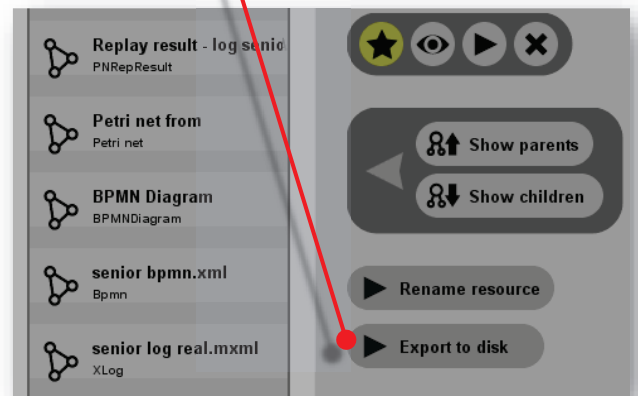 Replay result - log senio
PNRepResult
Petri net from
Petri net
BPMN Diagram
BPMNDiagram
senior bpmn.xml
Bpmn
senior log real.mxml
XLog
Show parents
Show children
Rename resource
Export to disk